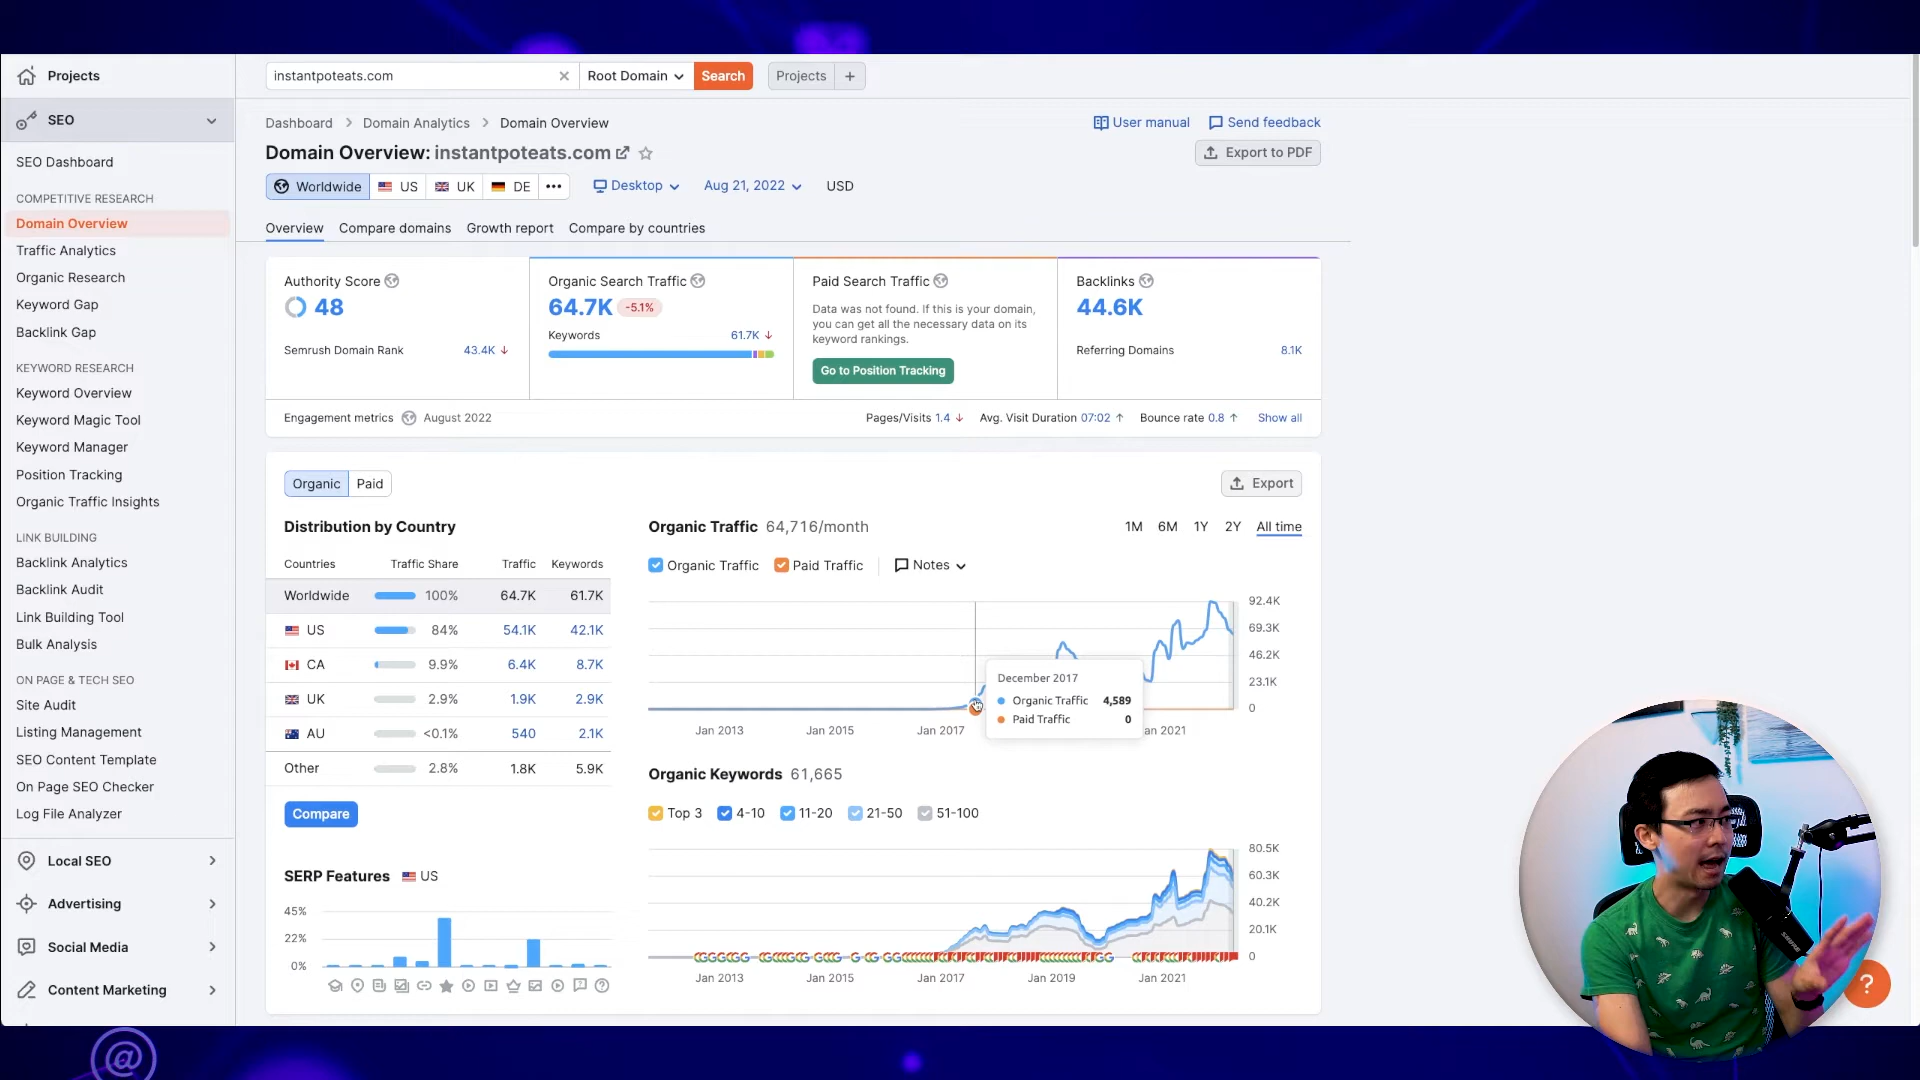 Projects
instantpoteats.com
Root Domain
Search
Projects
+
SEO
Dashboard > Domain Analytics > Domain Overview
User manual
Send feedback
Domain Overview: instantpoteats.com
Export to PDF
Worldwide
US
UK
DE
Desktop
Aug 21, 2022
USD
Overview
Compare domains
Growth report
Compare by countries
SEO Dashboard
COMPETITIVE RESEARCH
Domain Overview
Traffic Analytics
Organic Research
Keyword Gap
Backlink Gap
KEYWORD RESEARCH
Keyword Overview
Keyword Magic Tool
Keyword Manager
Position Tracking
Organic Traffic Insights
LINK BUILDING
Backlink Analytics
Backlink Audit
Link Building Tool
Bulk Analysis
ON PAGE & TECH SEO
Site Audit
Listing Management
SEO Content Template
On Page SEO Checker
Log File Analyzer
Local SEO
Advertising
Social Media
Content Marketing
Authority Score
48
Semrush Domain Rank 43.4K ↓
Organic Search Traffic
64.7K -5.1%
Keywords 61.7K ↓
Paid Search Traffic
Data was not found. If this is your domain,
you can get all the necessary data on its
keyword rankings.
Go to Position Tracking
Backlinks
44.6K
Referring Domains 8.1K
Engagement metrics August 2022
Pages/Visits 1.4 ↓ Avg. Visit Duration 07:02 ↑ Bounce rate 0.8 ↑ Show all
Organic Paid
Export
Distribution by Country
Countries Traffic Share Traffic Keywords
Worldwide 100% 64.7K 61.7K
US 84% 54.1K 42.1K
CA 9.9% 6.4K 8.7K
UK 2.9% 1.9K 2.9K
AU <0.1% 540 2.1K
Other 2.8% 1.8K 5.9K
Compare
SERP Features US
45%
22%
0%
Organic Traffic 64,716/month
1M 6M 1Y 2Y All time
Organic Traffic Paid Traffic Notes
92.4K
69.3K
46.2K
23.1K
0
December 2017
Organic Traffic 4,589
Paid Traffic 0
Jan 2013 Jan 2015 Jan 2017 an 2021
Organic Keywords 61,665
Top 3 4-10 11-20 21-50 51-100
80.5K
60.3K
40.2K
20.1K
0
Jan 2013 Jan 2015 Jan 2017 Jan 2019 Jan 2021
?
@